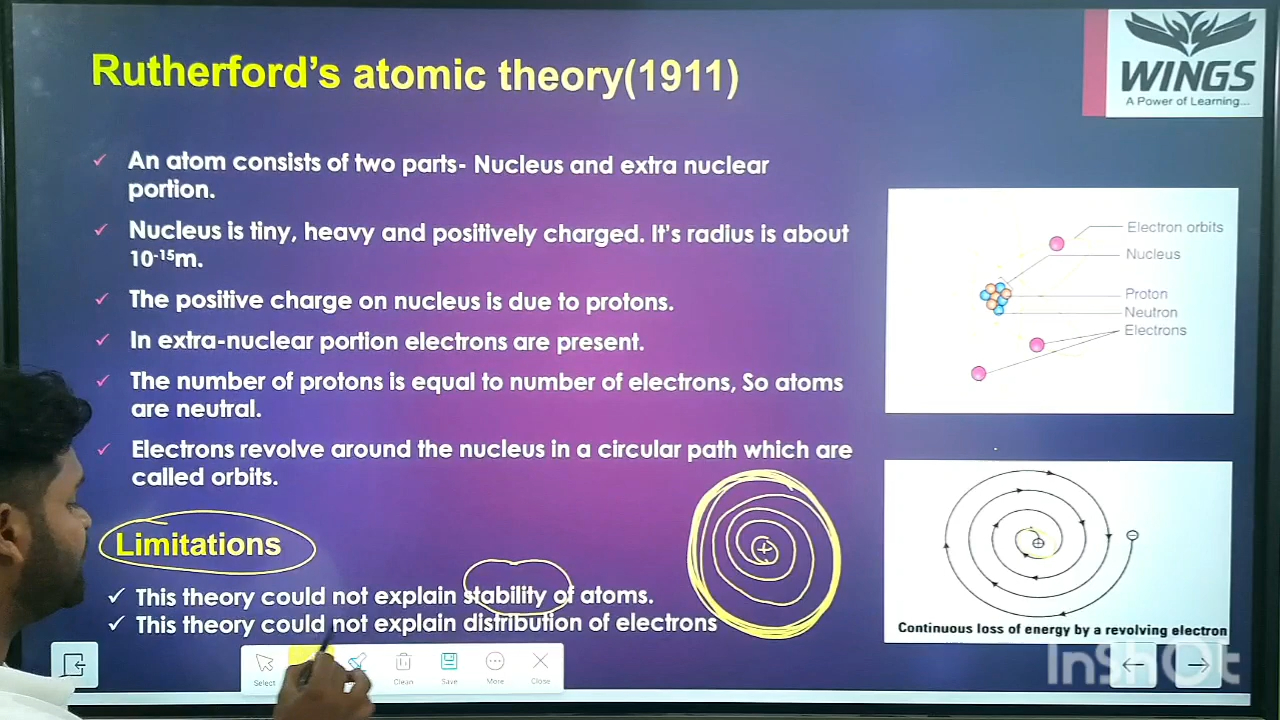 Rutherford’s atomic theory(1911)
WINGS
A Power of Learning...
✓ An atom consists of two parts- Nucleus and extra nuclear
portion.
✓ Nucleus is tiny, heavy and positively charged. It’s radius is about
10⁻¹⁵m.
✓ The positive charge on nucleus is due to protons.
✓ In extra-nuclear portion electrons are present.
✓ The number of protons is equal to number of electrons, So atoms
are neutral.
✓ Electrons revolve around the nucleus in a circular path which are
called orbits.
Limitations
✓ This theory could not explain stability of atoms.
✓ This theory could not explain distribution of electrons
Electron orbits
Nucleus
Proton
Neutron
Electrons
+
+
−
Continuous loss of energy by a revolving electron
Select
Clean
Save
More
Close
InShOt